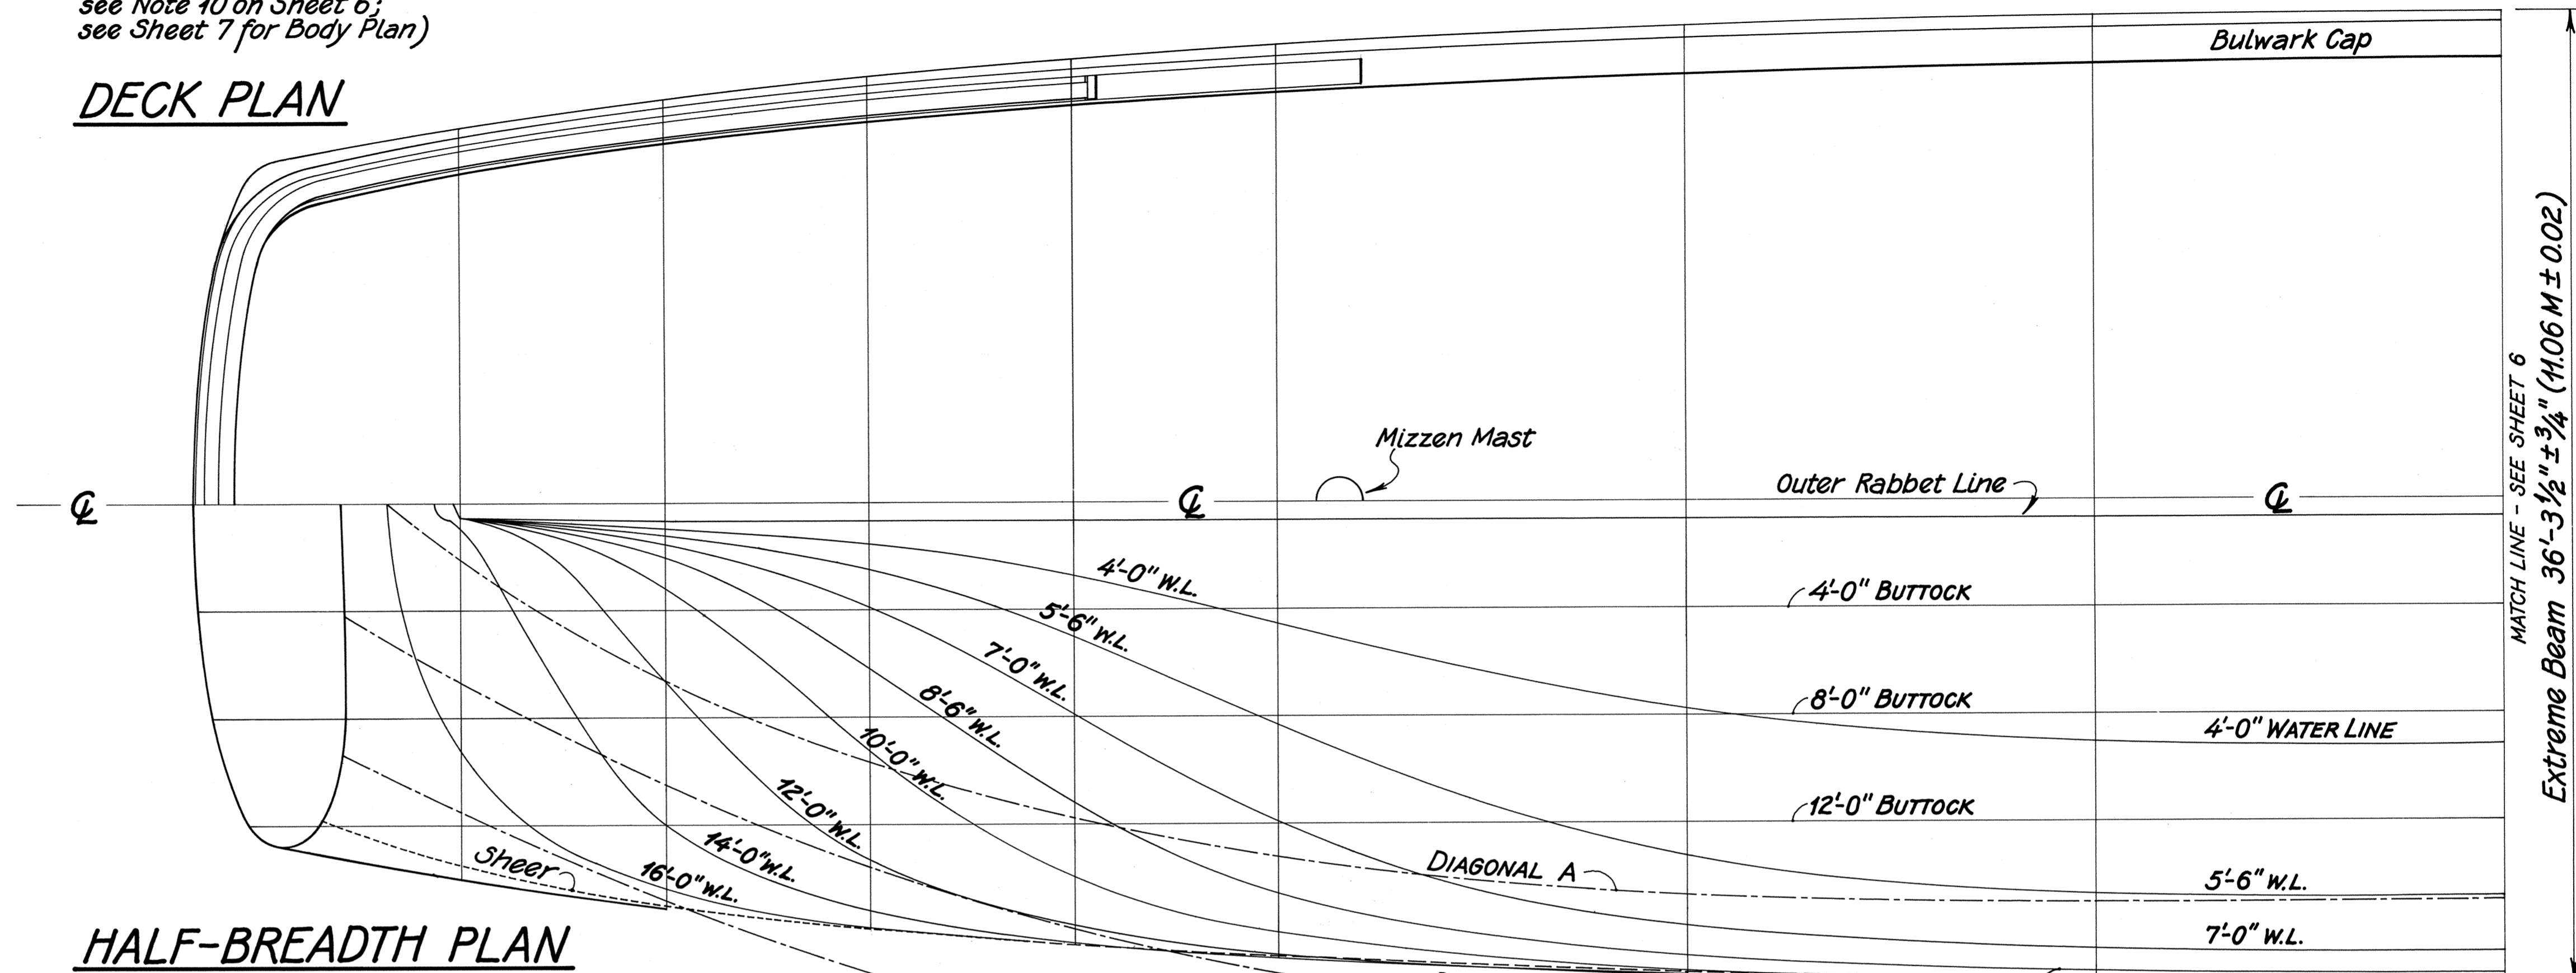 see Note 10 on Sheet 6;
see Sheet 7 for Body Plan)
DECK PLAN
Bulwark Cap
Mizzen Mast
Outer Rabbet Line
℄
℄
℄
4'-0" W.L.
5'-6" W.L.
7'-0" W.L.
8'-6" W.L.
10'-0" W.L.
12'-0" W.L.
14'-0" W.L.
16'-0" W.L.
Sheer
4'-0" BUTTOCK
8'-0" BUTTOCK
4'-0" WATER LINE
12'-0" BUTTOCK
DIAGONAL A
5'-6" W.L.
7'-0" W.L.
HALF-BREADTH PLAN
MATCH LINE - SEE SHEET 6
Extreme Beam 36'-3 1/2" ± 3/4" (11.06 M ± 0.02)